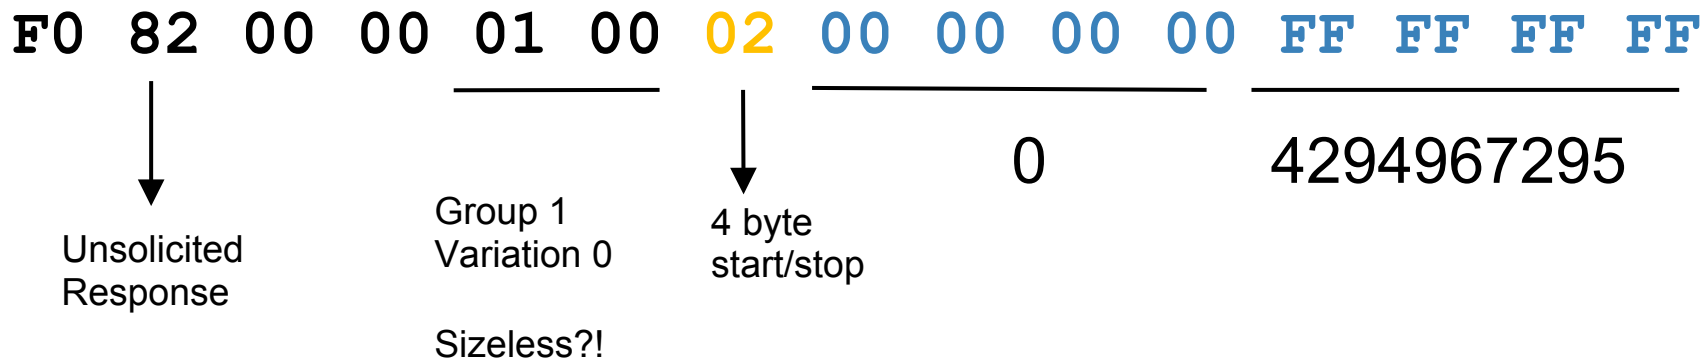 F0 82 00 00 01 00 02 00 00 00 00 FF FF FF FF
0
4294967295
Unsolicited
Response
Group 1
Variation 0
Sizeless?!
4 byte
start/stop